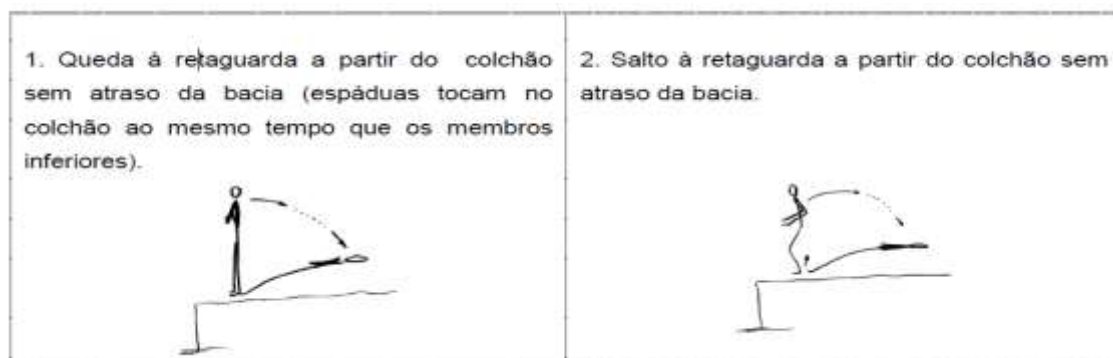 1. Queda à retaguarda a partir do colchão
sem atraso da bacia (espáduas tocam no
colchão ao mesmo tempo que os membros
inferiores).
2. Salto à retaguarda a partir do colchão sem
atraso da bacia.